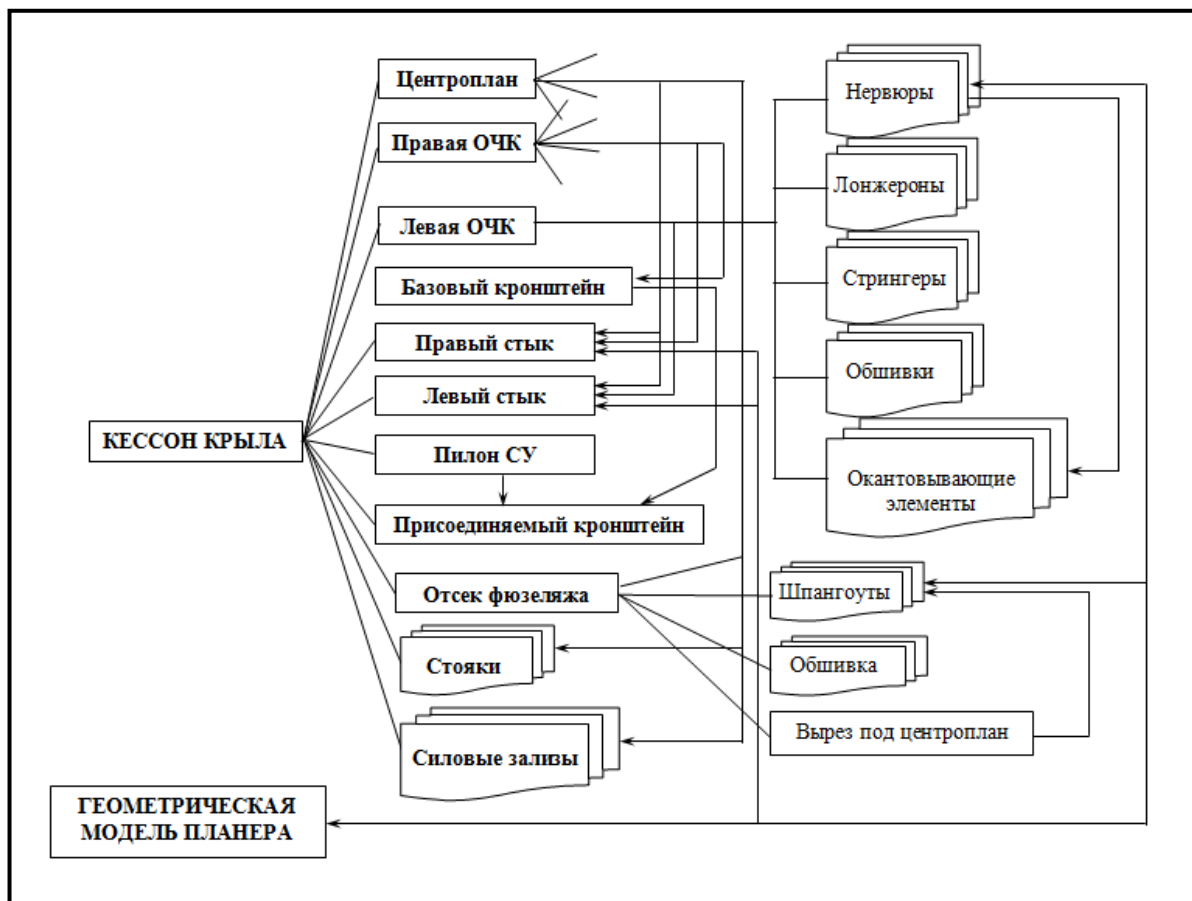 Центроплан
Правая ОЧК
Левая ОЧК
Базовый кронштейн
Правый стык
Левый стык
КЕССОН КРЫЛА
Пилон СУ
Присоединяемый кронштейн
Отсек фюзеляжа
Стояки
Силовые зализы
ГЕОМЕТРИЧЕСКАЯ
МОДЕЛЬ ПЛАНЕРА
Нервюры
Лонжероны
Стрингеры
Обшивки
Окантовывающие
элементы
Шпангоуты
Обшивка
Вырез под центроплан